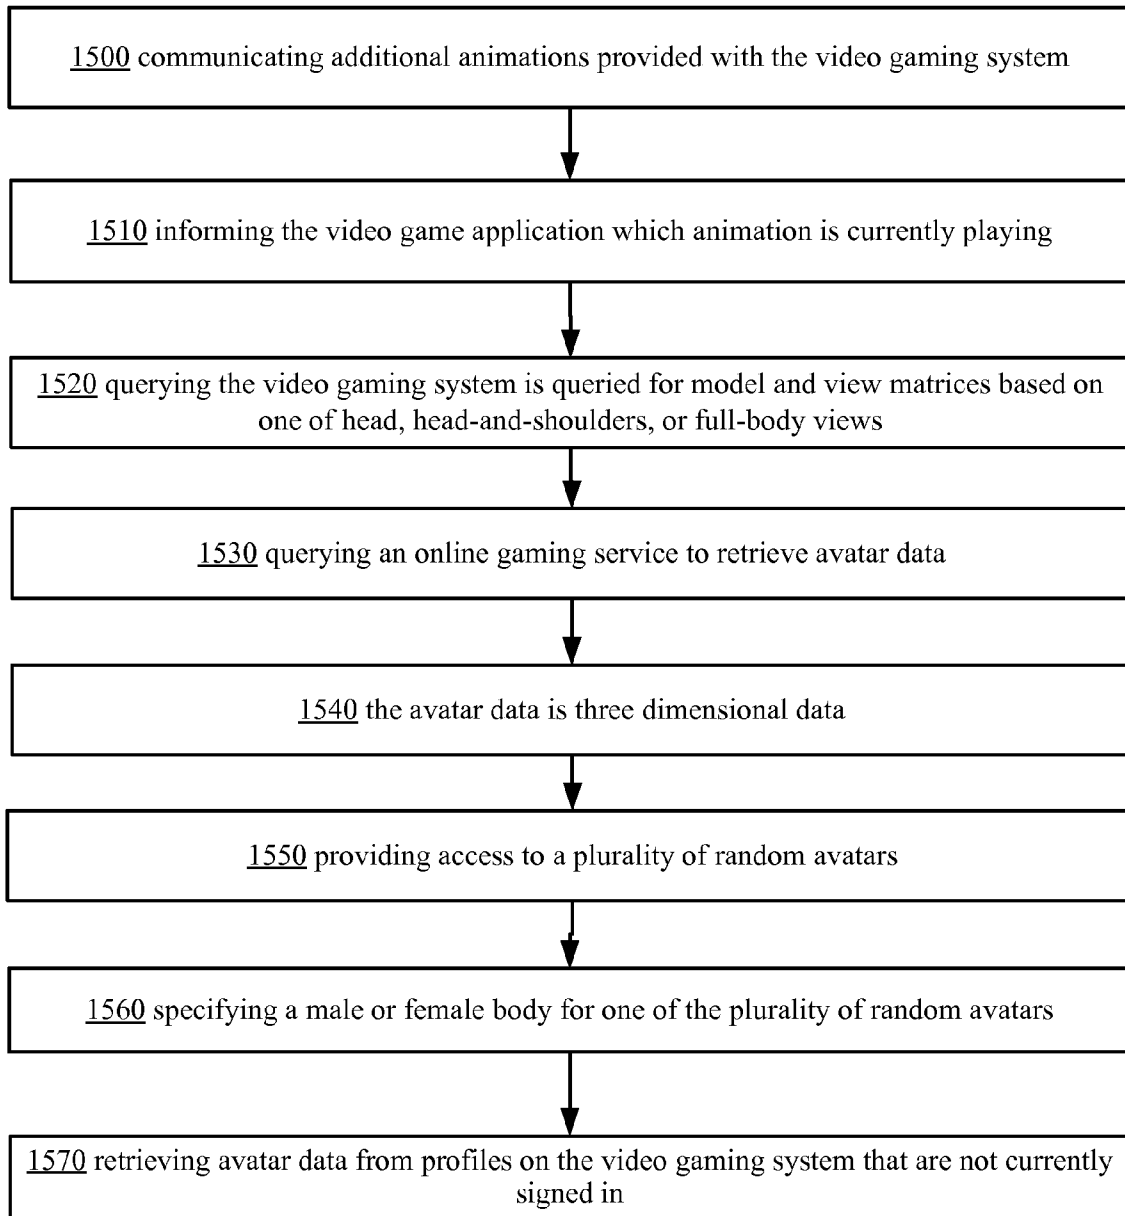 1500 communicating additional animations provided with the video gaming system
1510 informing the video game application which animation is currently playing
1520 querying the video gaming system is queried for model and view matrices based on
one of head, head-and-shoulders, or full-body views
1530 querying an online gaming service to retrieve avatar data
1540 the avatar data is three dimensional data
1550 providing access to a plurality of random avatars
1560 specifying a male or female body for one of the plurality of random avatars
1570 retrieving avatar data from profiles on the video gaming system that are not currently
signed in